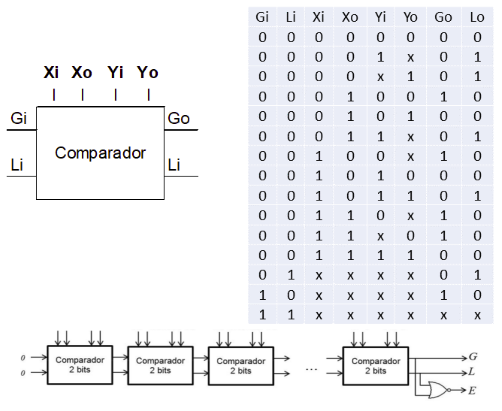 Xi Xo Yi Yo
Gi Go
Comparador
Li Li
Gi Li Xi Xo Yi Yo Go Lo
0 0 0 0 0 0 0 0
0 0 0 0 1 x 0 1
0 0 0 0 x 1 0 1
0 0 0 1 0 0 1 0
0 0 0 1 0 1 0 0
0 0 0 1 1 x 0 1
0 0 1 0 0 x 1 0
0 0 1 0 1 0 0 0
0 0 1 0 1 1 0 1
0 0 1 1 0 x 1 0
0 0 1 1 x 0 1 0
0 0 1 1 1 1 0 0
0 1 x x x x 0 1
1 0 x x x x 1 0
1 1 x x x x x x
0 Comparador Comparador Comparador ... Comparador G
0 2 bits 2 bits 2 bits 2 bits L
E